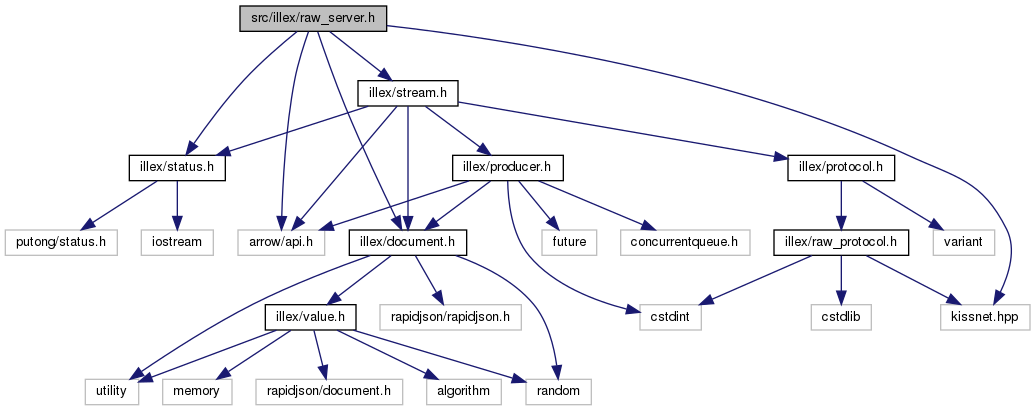 src/illex/raw_server.h
illex/stream.h
illex/status.h
illex/producer.h
illex/protocol.h
putong/status.h
iostream
arrow/api.h
illex/document.h
future
concurrentqueue.h
illex/raw_protocol.h
variant
illex/value.h
rapidjson/rapidjson.h
cstdint
cstdlib
kissnet.hpp
utility
memory
rapidjson/document.h
algorithm
random